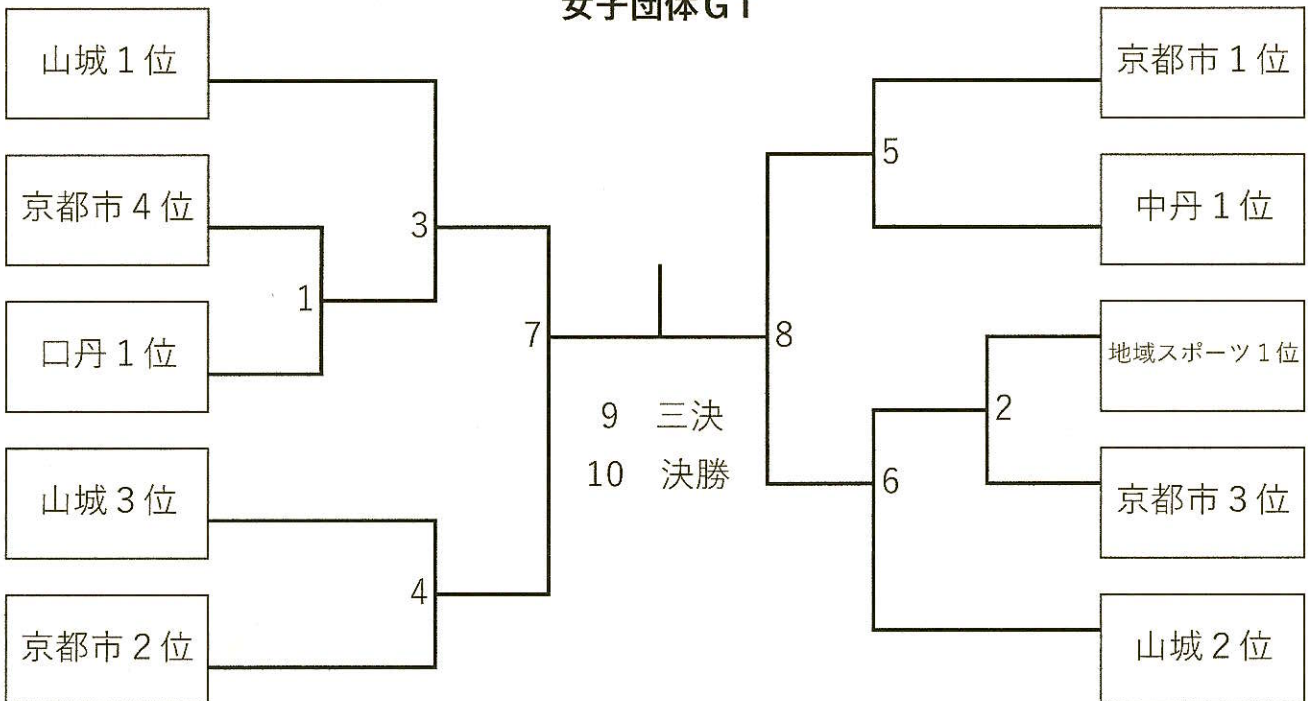 女子団体GT
山城1位
京都市4位
口丹1位
山城3位
京都市2位
1
3
4
7
9 三決
10 決勝
8
5
6
2
京都市1位
中丹1位
地域スポーツ1位
京都市3位
山城2位